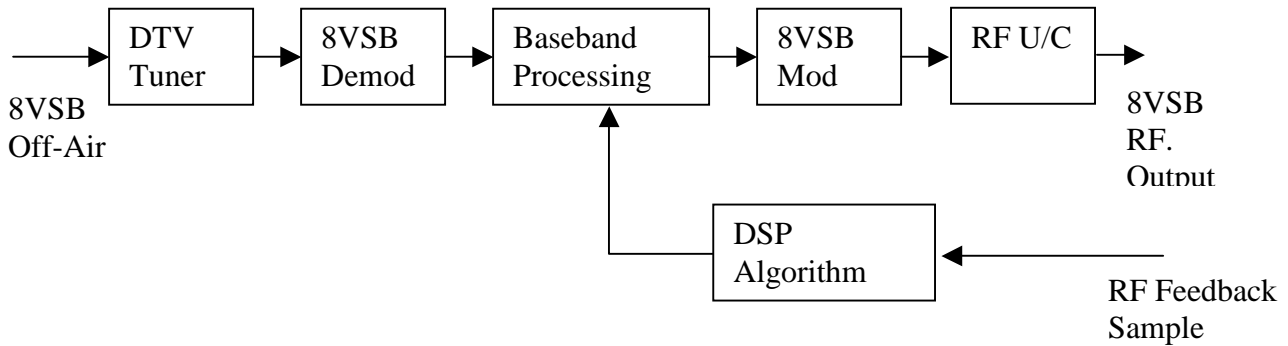 DTV
Tuner
8VSB
Demod
Baseband
Processing
8VSB
Mod
RF U/C
8VSB
Off-Air
8VSB
RF.
Output
DSP
Algorithm
RF Feedback
Sample